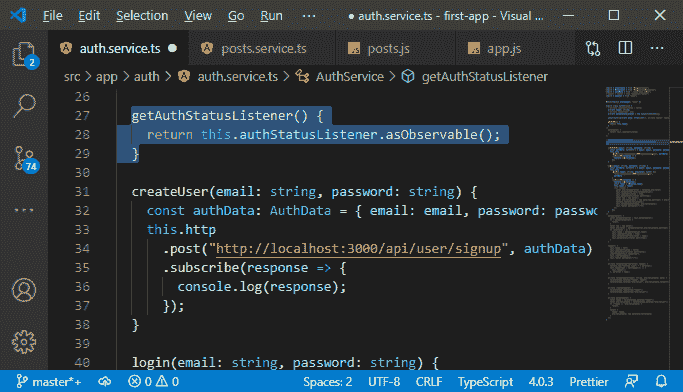 File Edit Selection View Go Run ... • auth.service.ts - first-app - Visual ...
auth.service.ts • posts.service.ts posts.js app.js ...
src > app > auth > auth.service.ts > AuthService > getAuthStatusListener
26
27 getAuthStatusListener() {
28 return this.authStatusListener.asObservable();
29 }
30
31 createUser(email: string, password: string) {
32 const authData: AuthData = { email: email, password: passwo
33 this.http
34 .post("http://localhost:3000/api/user/signup", authData)
35 .subscribe(response => {
36 console.log(response);
37 });
38 }
39
40 login(email: string, password: string) {
2
74
master*+ 0 0 Spaces: 2 UTF-8 CRLF TypeScript 4.0.3 Prettier